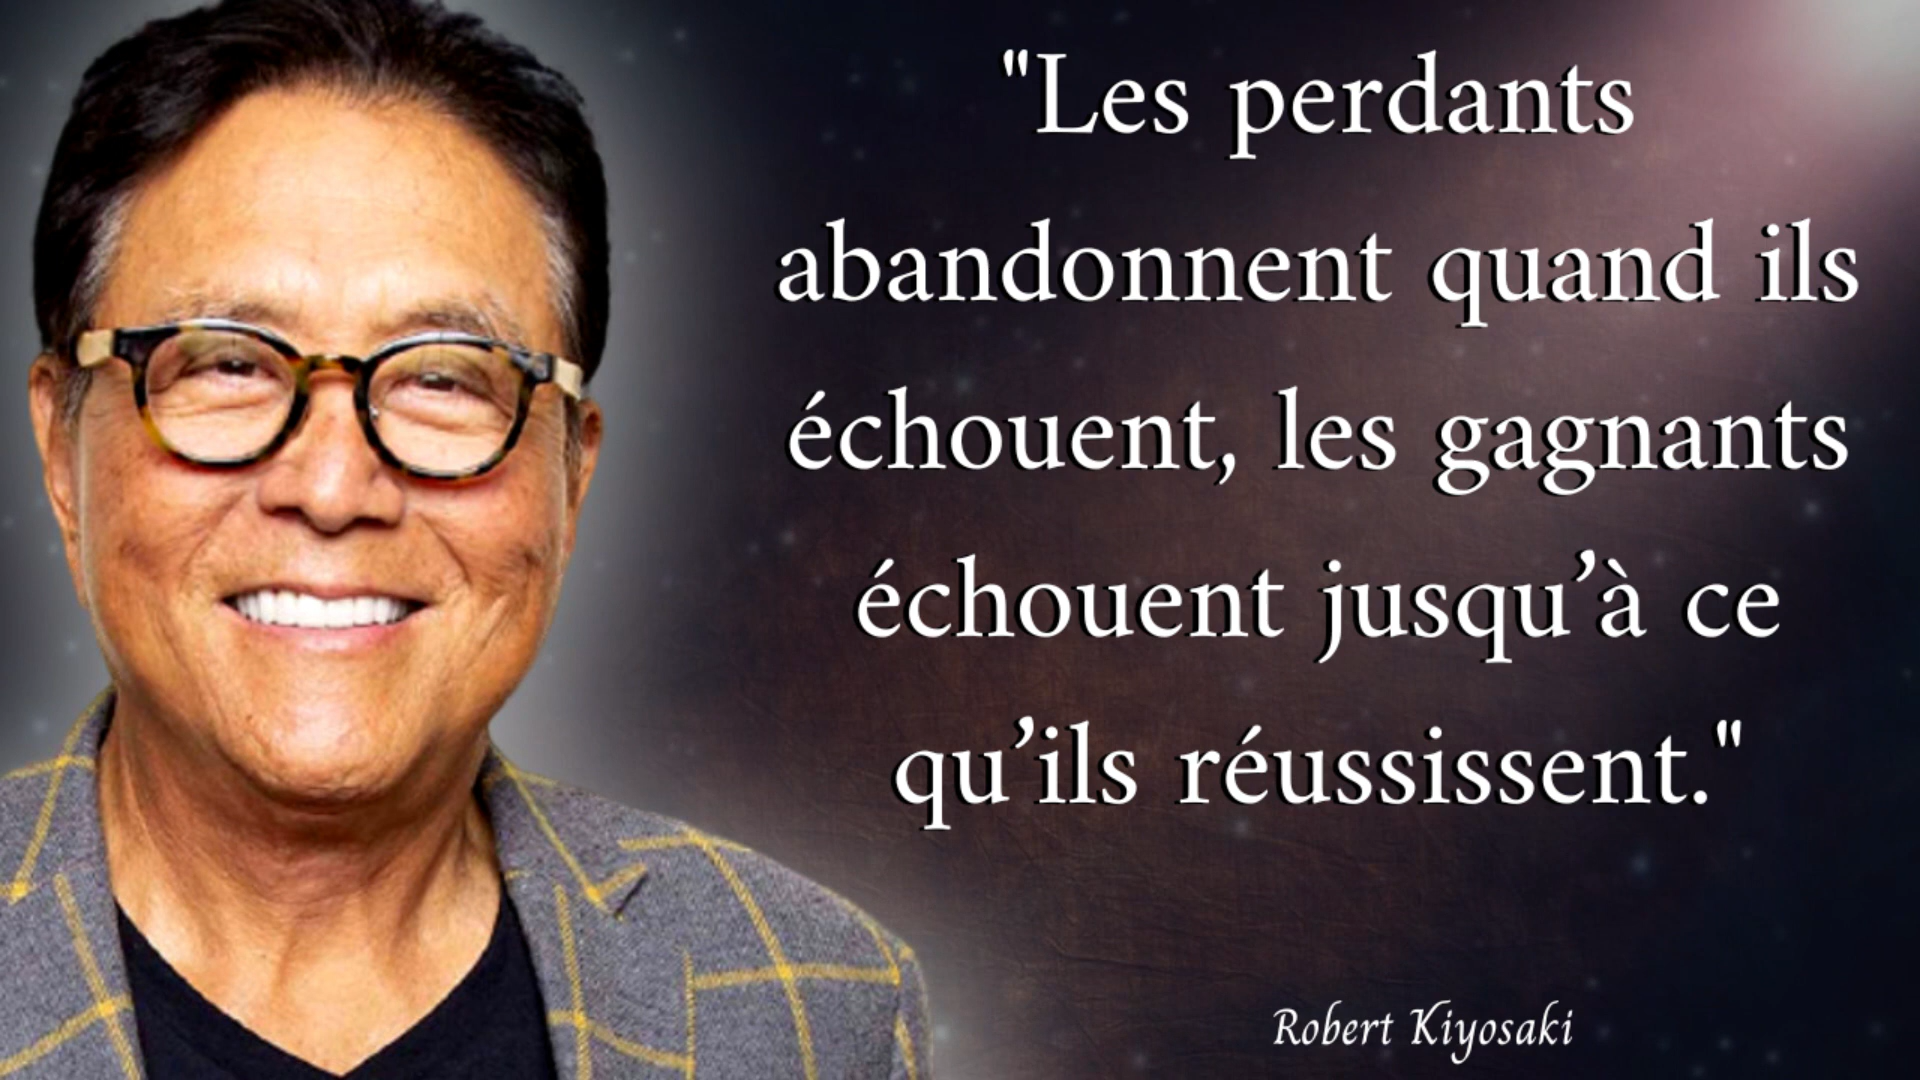 "Les perdants
abandonnent quand ils
échouent, les gagnants
échouent jusqu’à ce
qu’ils réussissent."
Robert Kiyosaki